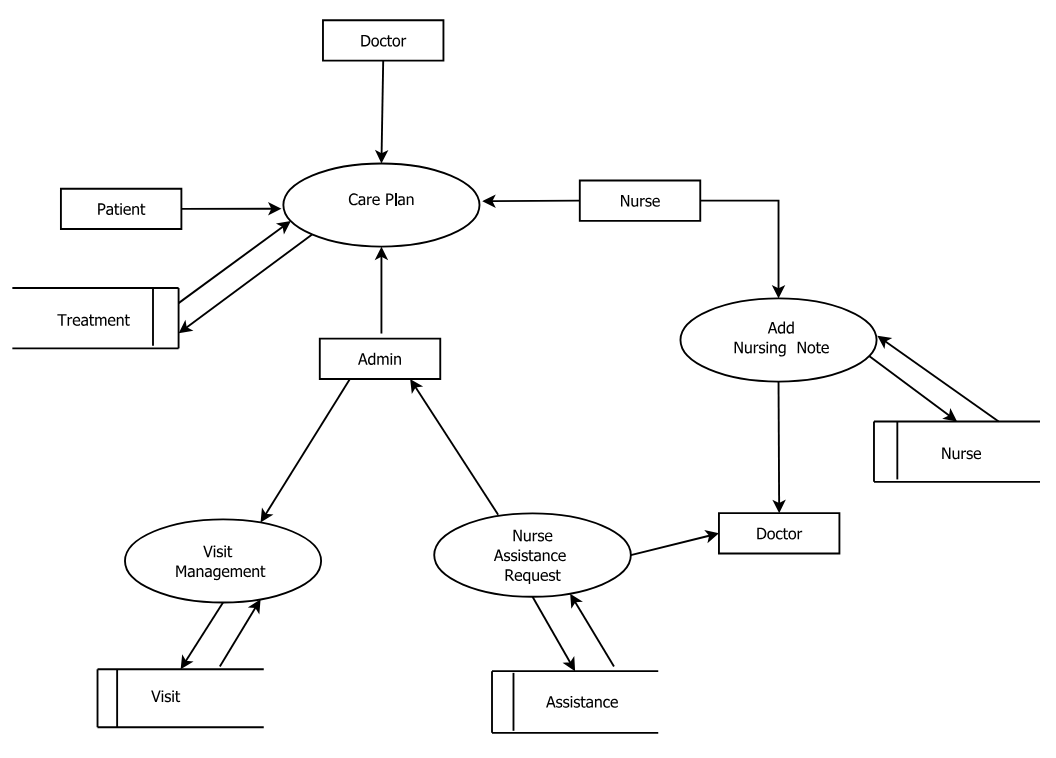 Doctor
Patient
Care Plan
Nurse
Treatment
Add
Nursing Note
Admin
Nurse
Visit
Management
Nurse
Assistance
Request
Doctor
Visit
Assistance